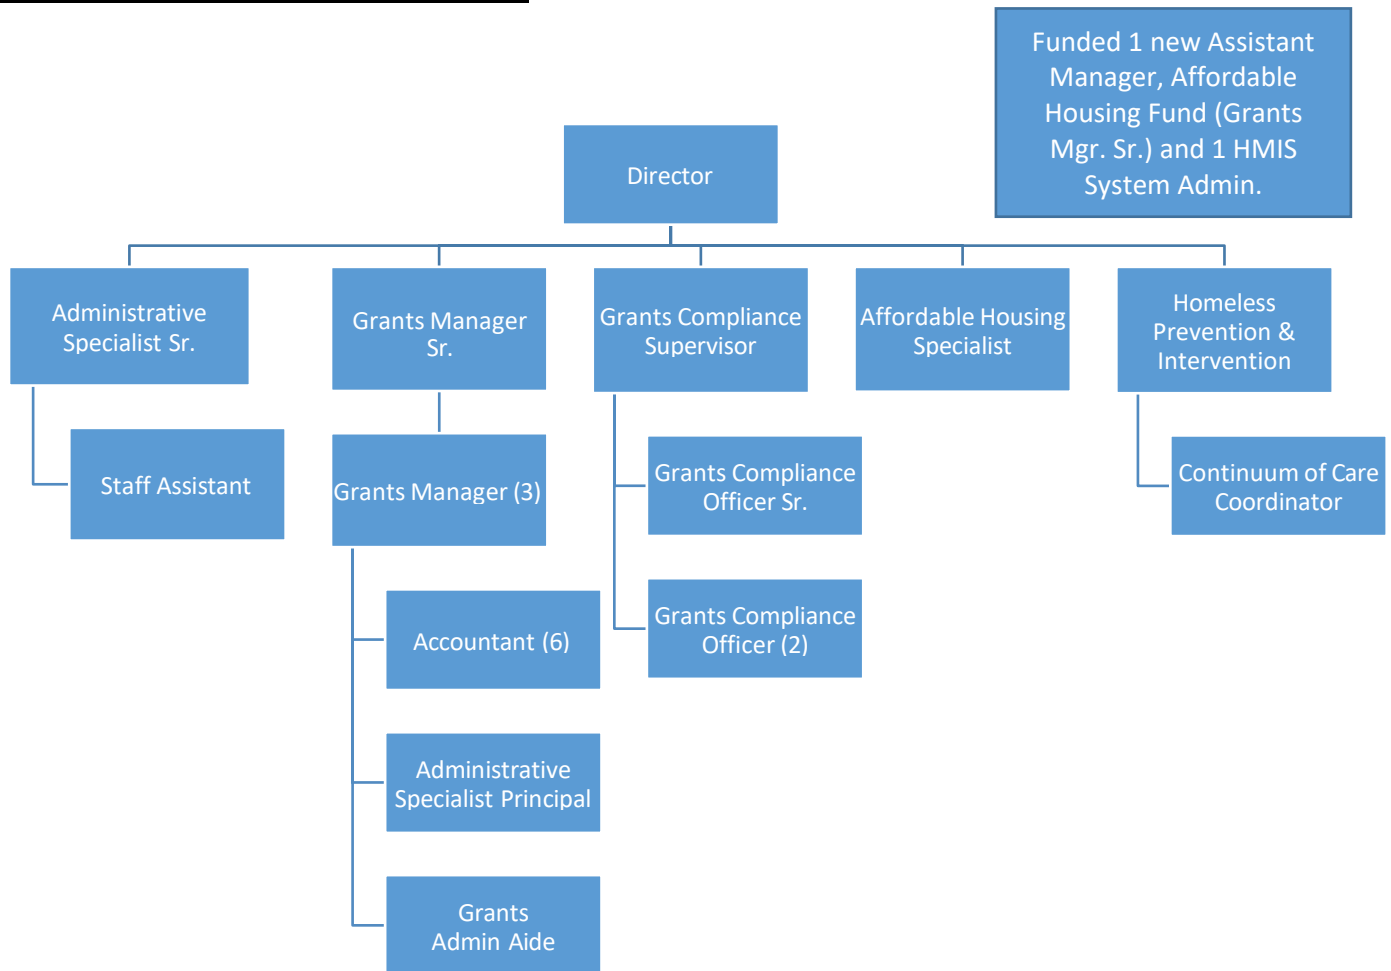 Funded 1 new Assistant
Manager, Affordable
Housing Fund (Grants
Mgr. Sr.) and 1 HMIS
System Admin.
Director
Administrative
Specialist Sr.
Grants Manager
Sr.
Grants Compliance
Supervisor
Affordable Housing
Specialist
Homeless
Prevention &
Intervention
Staff Assistant
Grants Manager (3)
Grants Compliance
Officer Sr.
Continuum of Care
Coordinator
Accountant (6)
Grants Compliance
Officer (2)
Administrative
Specialist Principal
Grants
Admin Aide